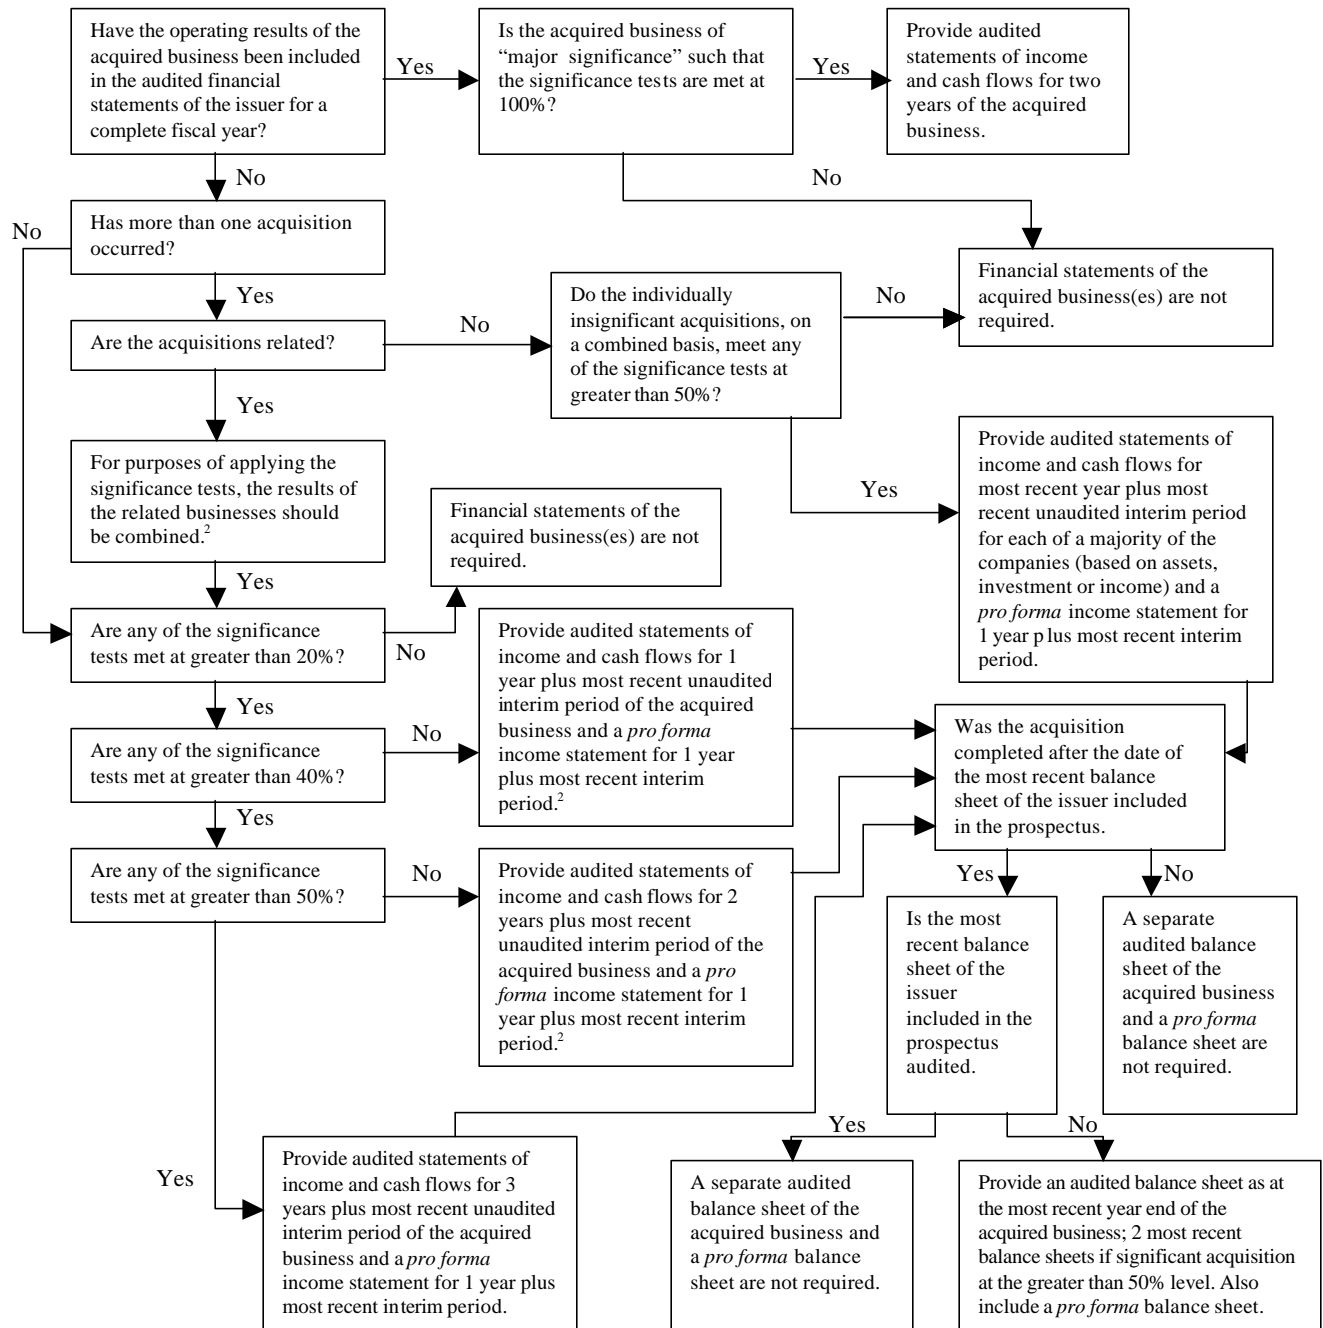 Have the operating results of the
acquired business been included
in the audited financial
statements of the issuer for a
complete fiscal year?
Yes
Is the acquired business of
“major significance” such that
the significance tests are met at
100%?
Yes
Provide audited
statements of income
and cash flows for two
years of the acquired
business.
No
No
Has more than one acquisition
occurred?
No
Yes
Financial statements of the
acquired business(es) are not
required.
Are the acquisitions related?
No
Do the individually
insignificant acquisitions, on
a combined basis, meet any
of the significance tests at
greater than 50%?
No
Yes
Yes
Provide audited statements of
income and cash flows for
most recent year plus most
recent unaudited interim period
for each of a majority of the
companies (based on assets,
investment or income) and a
pro forma income statement for
1 year plus most recent interim
period.
For purposes of applying the
significance tests, the results of
the related businesses should
be combined.2
Yes
Financial statements of the
acquired business(es) are not
required.
Are any of the significance
tests met at greater than 20%?
No
Yes
Provide audited statements of
income and cash flows for 1
year plus most recent unaudited
interim period of the acquired
business and a pro forma
income statement for 1 year
plus most recent interim
period.2
Are any of the significance
tests met at greater than 40%?
No
Yes
Was the acquisition
completed after the date of
the most recent balance
sheet of the issuer included
in the prospectus.
Are any of the significance
tests met at greater than 50%?
No
Provide audited statements of
income and cash flows for 2
years plus most recent
unaudited interim period of the
acquired business and a pro
forma income statement for 1
year plus most recent interim
period.2
Yes
No
Is the most
recent balance
sheet of the
issuer
included in the
prospectus
audited.
A separate
audited balance
sheet of the
acquired business
and a pro forma
balance sheet are
not required.
Yes
Provide audited statements of
income and cash flows for 3
years plus most recent unaudited
interim period of the acquired
business and a pro forma
income statement for 1 year plus
most recent interim period.
Yes
No
A separate audited
balance sheet of the
acquired business and
a pro forma balance
sheet are not required.
Provide an audited balance sheet as at
the most recent year end of the
acquired business; 2 most recent
balance sheets if significant acquisition
at the greater than 50% level. Also
include a pro forma balance sheet.